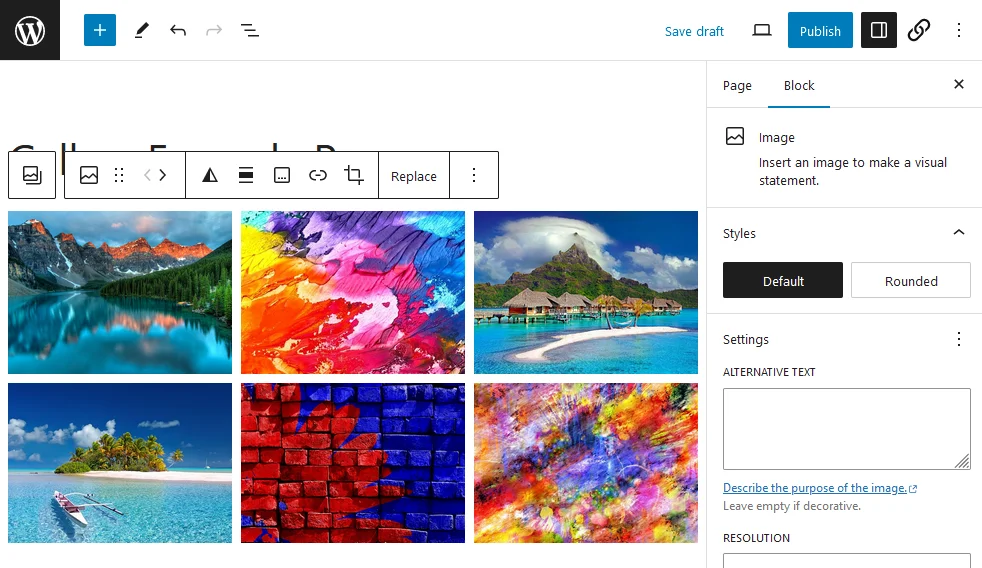 Save draft
Publish
Page
Block
Image
Insert an image to make a visual
statement.
Replace
Styles
Default
Rounded
Settings
ALTERNATIVE TEXT
Describe the purpose of the image.
Leave empty if decorative.
RESOLUTION